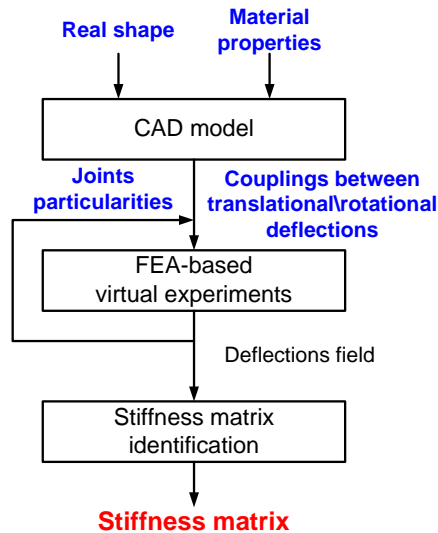 Real shape
Material
properties
CAD model
Joints
particularities
Couplings between
translational\rotational
deflections
FEA-based
virtual experiments
Deflections field
Stiffness matrix
identification
Stiffness matrix